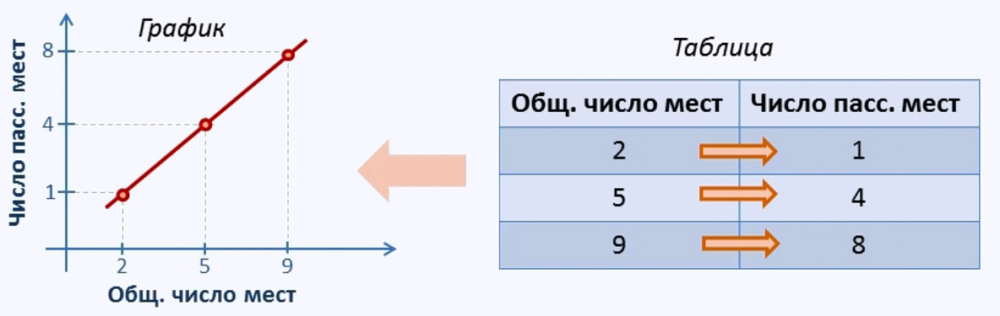 График
Число пасс. мест
8
4
1
2 5 9
Общ. число мест
Таблица
Общ. число мест Число пасс. мест
2 1
5 4
9 8